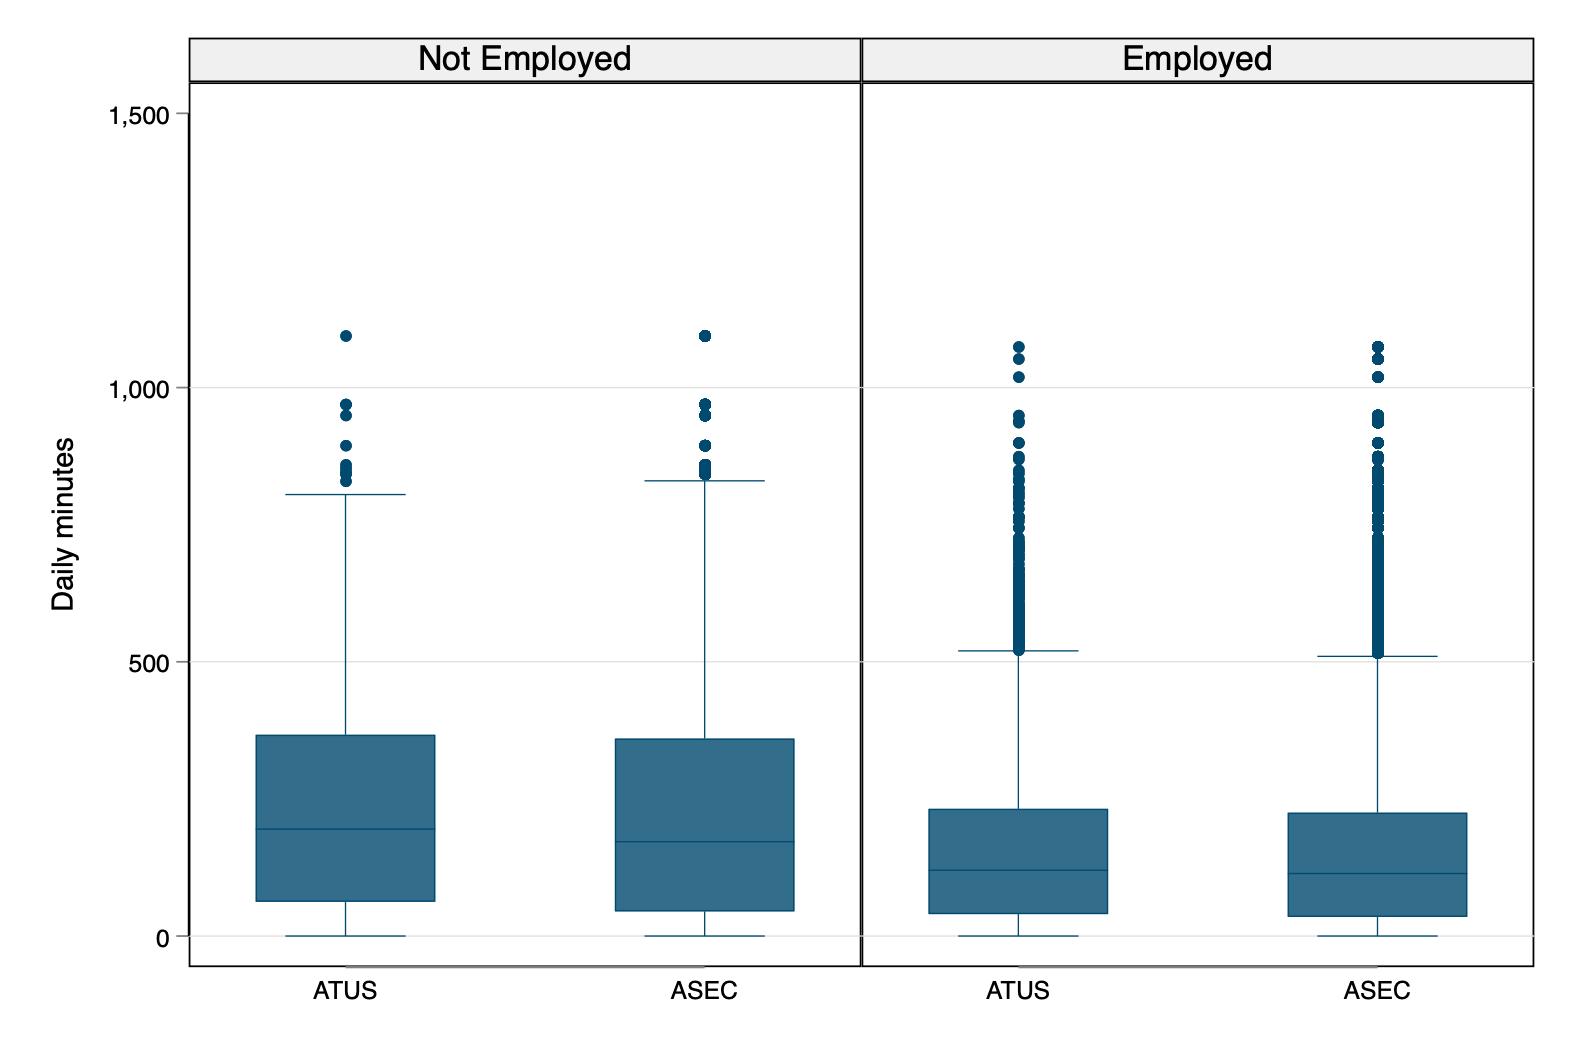 Not Employed
Employed
1,500
1,000
500
0
Daily minutes
ATUS
ASEC
ATUS
ASEC